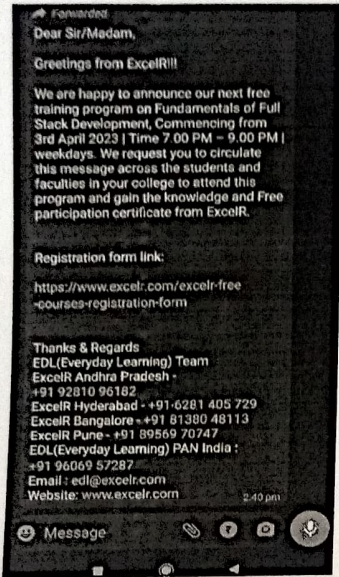 Forwarded
Dear Sir/Madam,
Greetings from ExcelR!!!
We are happy to announce our next free
training program on Fundamentals of Full
Stack Development, Commencing from
3rd April 2023 | Time 7.00 PM – 9.00 PM |
weekdays. We request you to circulate
this message across the students and
faculties in your college to attend this
program and gain the knowledge and Free
participation certificate from ExcelR.
Registration form link:
https://www.excelr.com/excelr-free
-courses-registration-form
Thanks & Regards
EDL(Everyday Learning) Team
ExcelR Andhra Pradesh -
+91 92810 96182
ExcelR Hyderabad - +91-6281 405 729
ExcelR Bangalore - +91 81380 48113
ExcelR Pune - +91 89569 70747
EDL(Everyday Learning) PAN India :
+91 96069 57287
Email : edl@excelr.com
Website: www.excelr.com
2:40 pm
Message